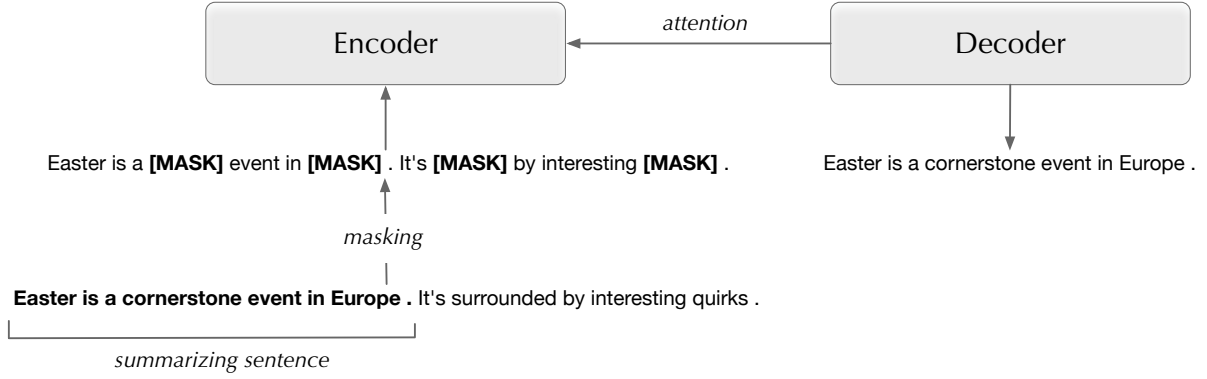 Encoder
attention
Decoder
Easter is a [MASK] event in [MASK] . It's [MASK] by interesting [MASK] .
Easter is a cornerstone event in Europe .
masking
Easter is a cornerstone event in Europe . It's surrounded by interesting quirks .
summarizing sentence